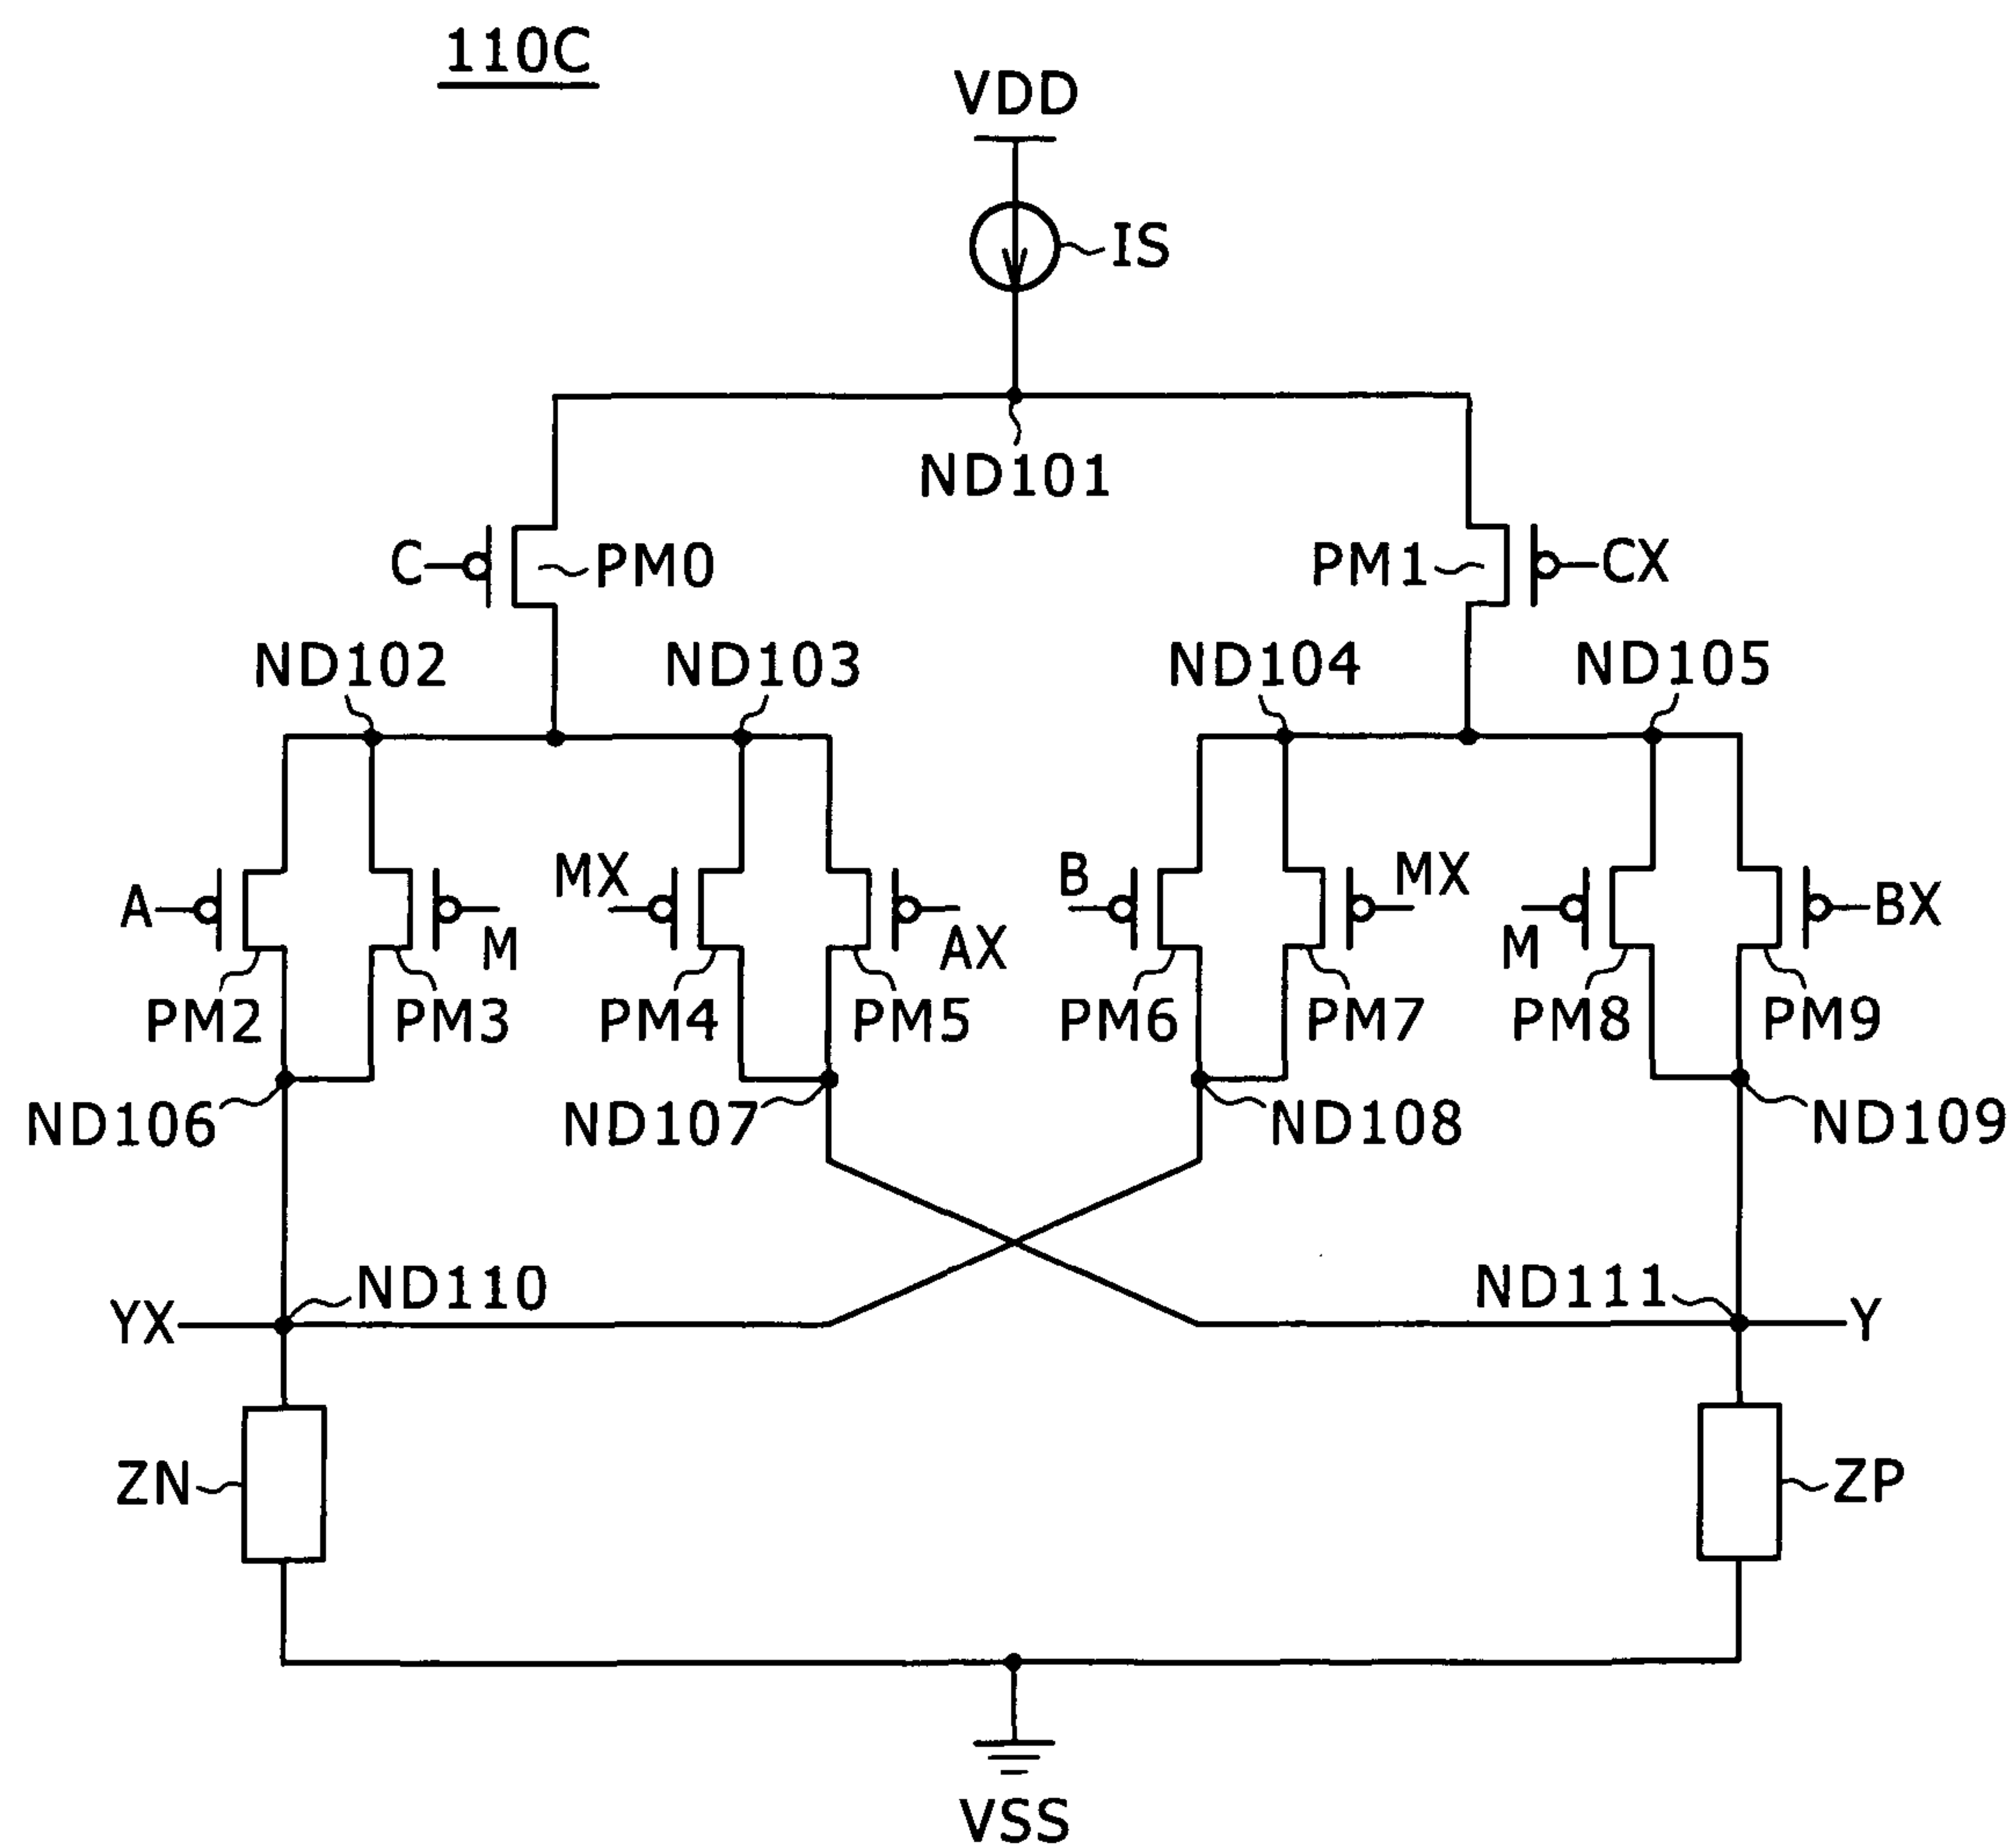 110C
VDD
IS
ND101
C
PM0
PM1
CX
ND102
ND103
ND104
ND105
A
M
MX
AX
B
MX
M
BX
PM2
PM3
PM4
PM5
PM6
PM7
PM8
PM9
ND106
ND107
ND108
ND109
YX
ND110
ND111
Y
ZN
ZP
VSS